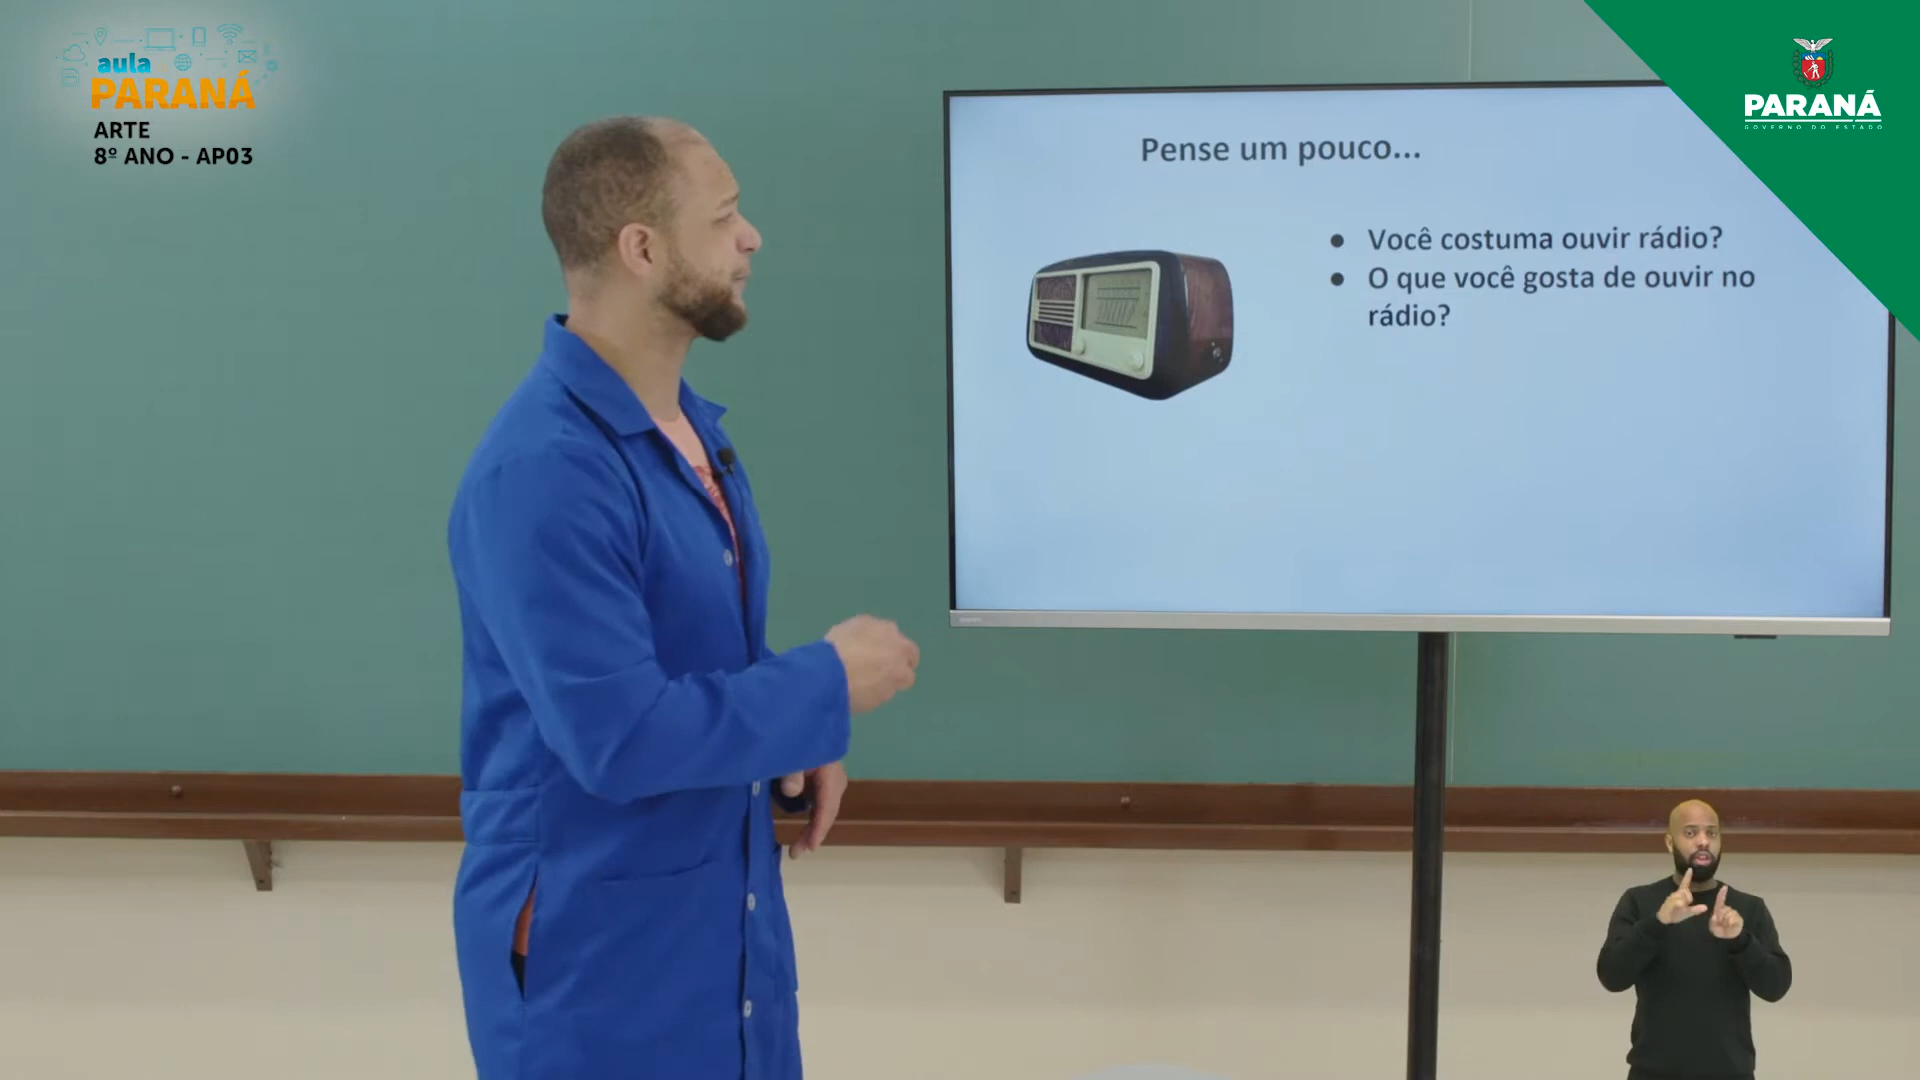 aula
PARANÁ
ARTE
8º ANO - AP03
PARANÁ
GOVERNO DO ESTADO
Pense um pouco...
● Você costuma ouvir rádio?
● O que você gosta de ouvir no
rádio?